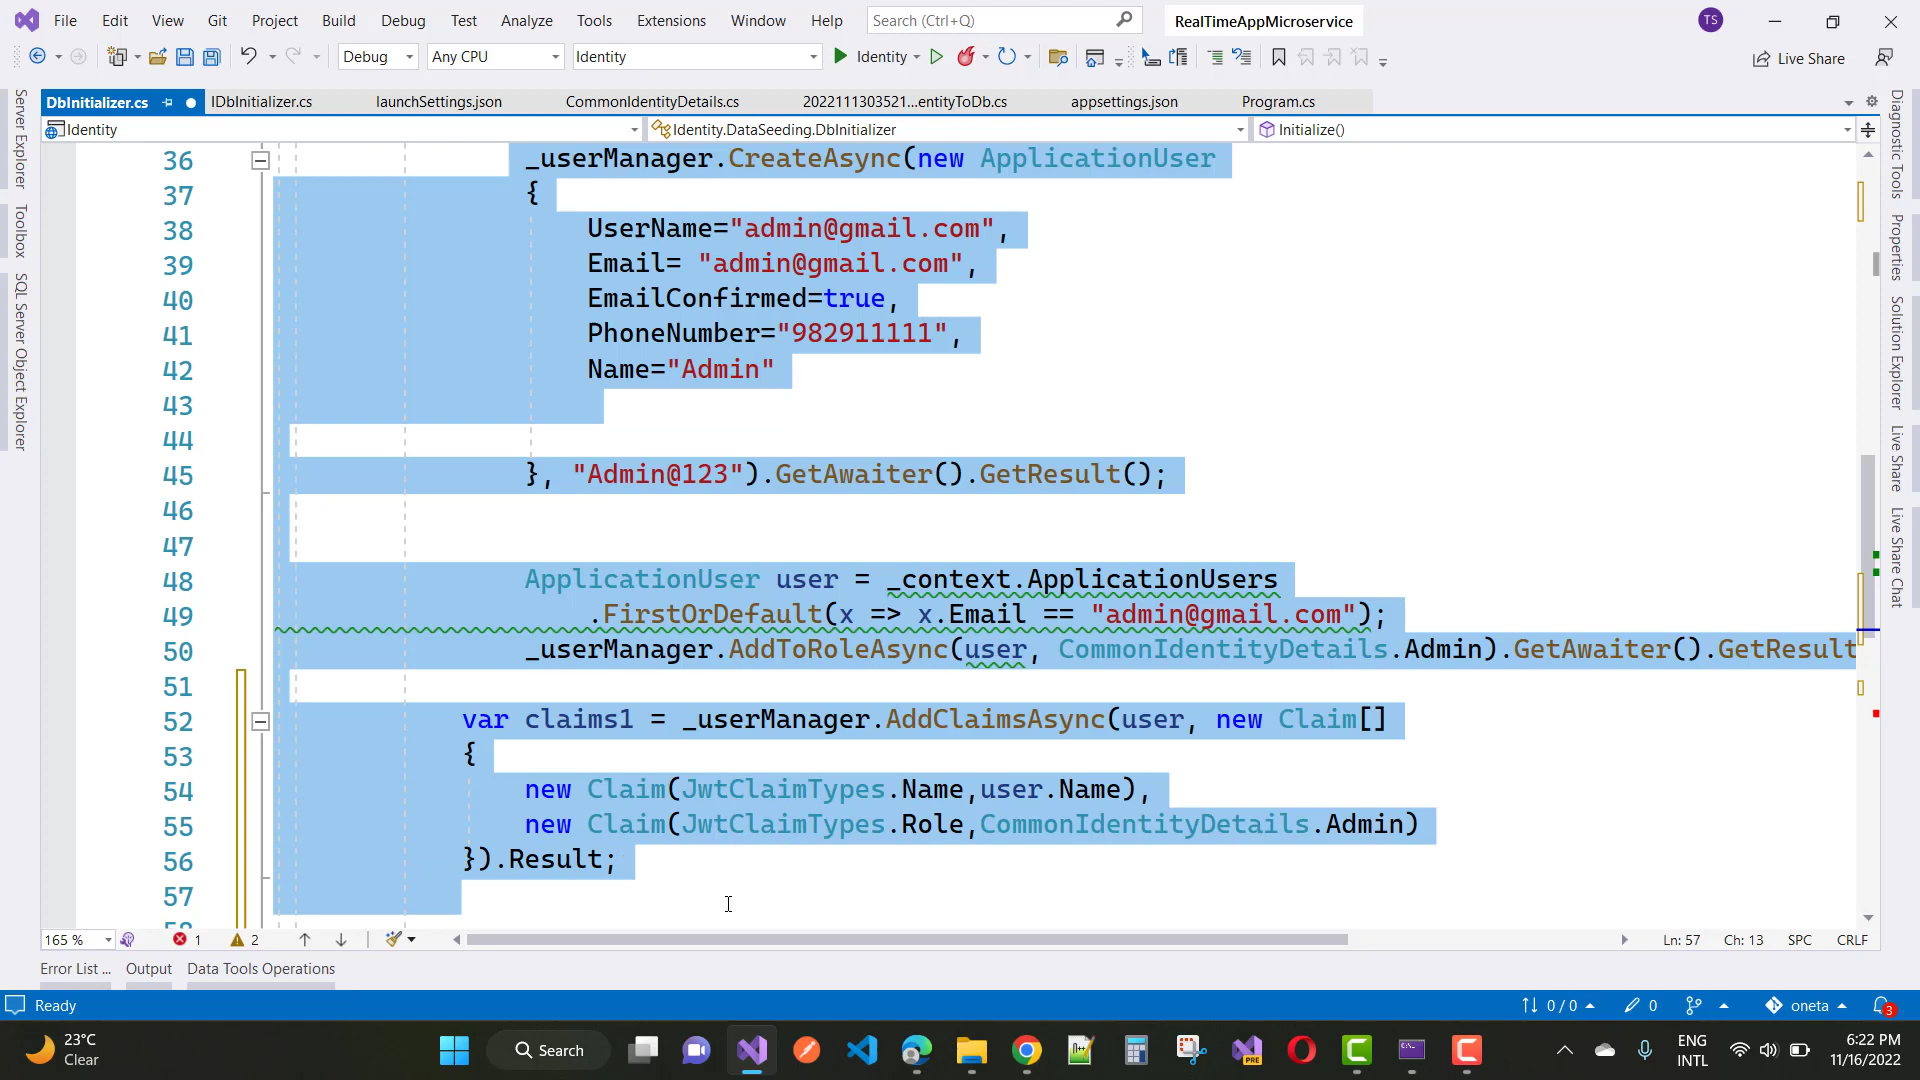 File Edit View Git Project Build Debug Test Analyze Tools Extensions Window Help Search (Ctrl+Q) RealTimeAppMicroservice TS
Debug Any CPU Identity Identity Live Share
DbInitializer.cs IDbInitializer.cs launchSettings.json CommonIdentityDetails.cs 2022111303521...entityToDb.cs appsettings.json Program.cs
Identity Identity.DataSeeding.DbInitializer Initialize()
Server Explorer
Toolbox
SQL Server Object Explorer
36 _userManager.CreateAsync(new ApplicationUser
37 {
38 UserName="admin@gmail.com",
39 Email= "admin@gmail.com",
40 EmailConfirmed=true,
41 PhoneNumber="982911111",
42 Name="Admin"
43
44
45 }, "Admin@123").GetAwaiter().GetResult();
46
47
48 ApplicationUser user = _context.ApplicationUsers
49 .FirstOrDefault(x => x.Email == "admin@gmail.com");
50 _userManager.AddToRoleAsync(user, CommonIdentityDetails.Admin).GetAwaiter().GetResult
51
52 var claims1 = _userManager.AddClaimsAsync(user, new Claim[]
53 {
54 new Claim(JwtClaimTypes.Name,user.Name),
55 new Claim(JwtClaimTypes.Role,CommonIdentityDetails.Admin)
56 }).Result;
57
Diagnostic Tools
Properties
Solution Explorer
Live Share
Live Share Chat
165 % 1 2 Ln: 57 Ch: 13 SPC CRLF
Error List ... Output Data Tools Operations
Ready 0 / 0 0 oneta 3
23°C
Clear
Search
PRE
ENG
INTL
6:22 PM
11/16/2022